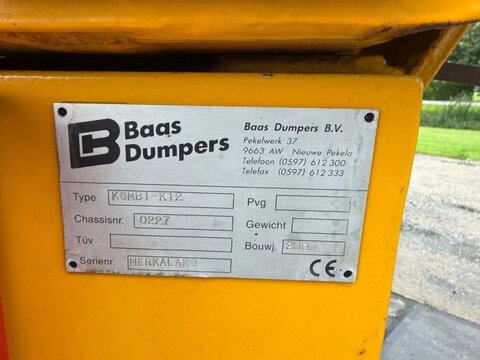 B
Baas Dumpers
Baas Dumpers B.V.
Pekelwerk 37
9663 AW Nieuwe Pekela
Telefoon (0597) 612 300
Telefax (0597) 612 333
Type KOMBI-K12
Chassisnr. 0227
Tüv
Serienr. MERKALAKO
Pvg
Gewicht
Bouwj. 2000
CE